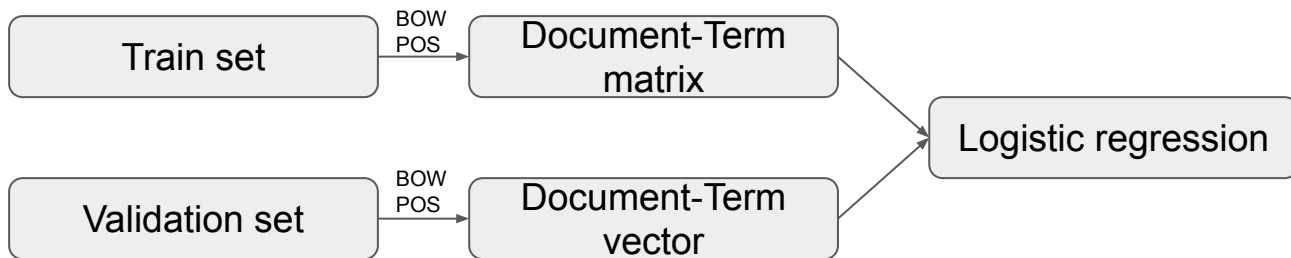 Train set
BOW
POS
Document-Term
matrix
Logistic regression
Validation set
BOW
POS
Document-Term
vector